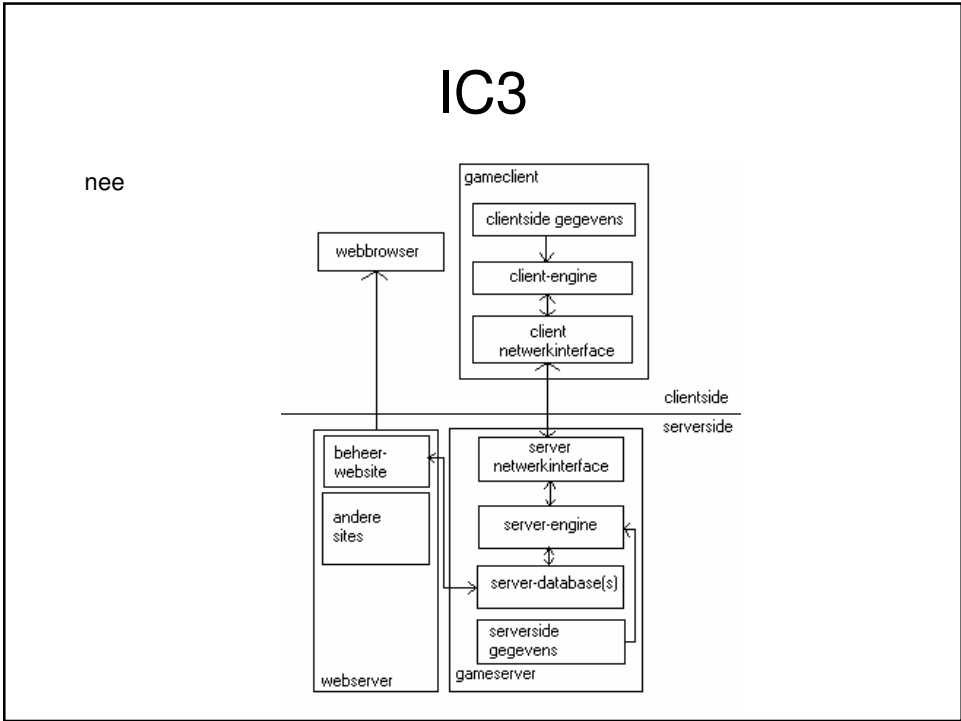 IC3
nee
gameclient
clientside gegevens
webbrowser
client-engine
client
netwerkinterface
clientside
serverside
beheer-
website
andere
sites
webserver
server
netwerkinterface
server-engine
server-database(s)
serverside
gegevens
gameserver